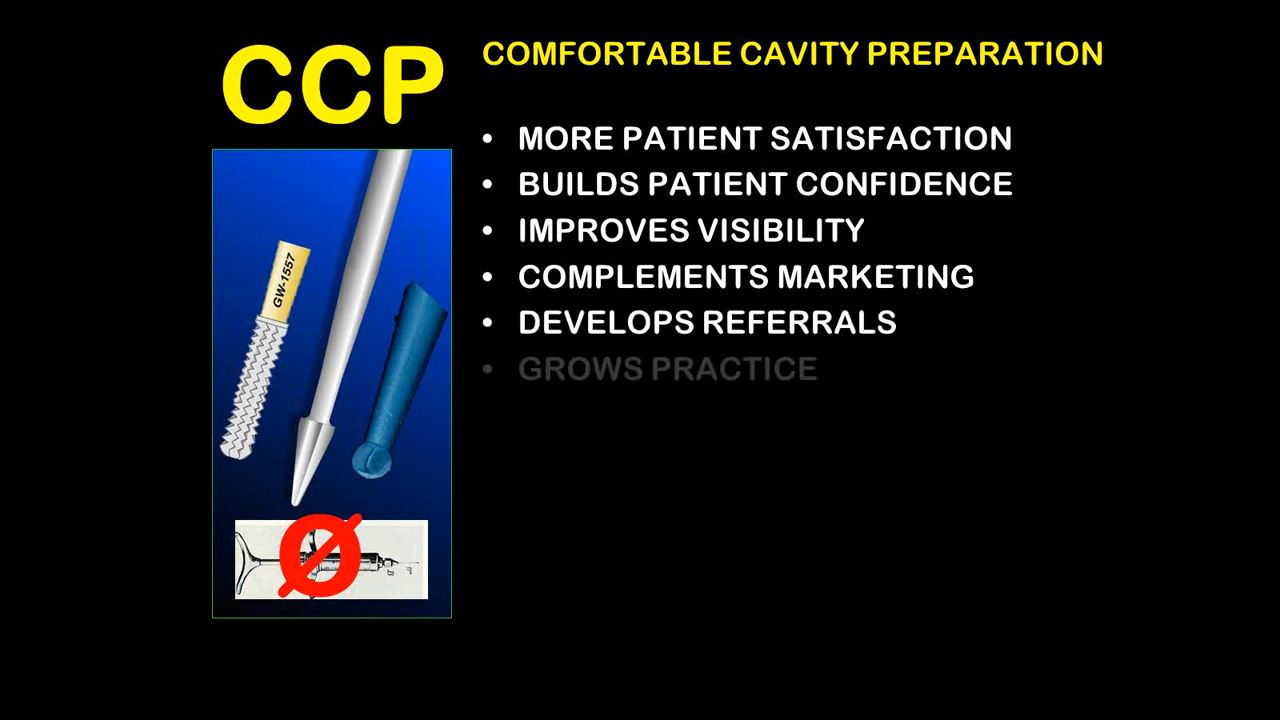 CCP
COMFORTABLE CAVITY PREPARATION
• MORE PATIENT SATISFACTION
• BUILDS PATIENT CONFIDENCE
• IMPROVES VISIBILITY
• COMPLEMENTS MARKETING
• DEVELOPS REFERRALS
• GROWS PRACTICE
GW-1557